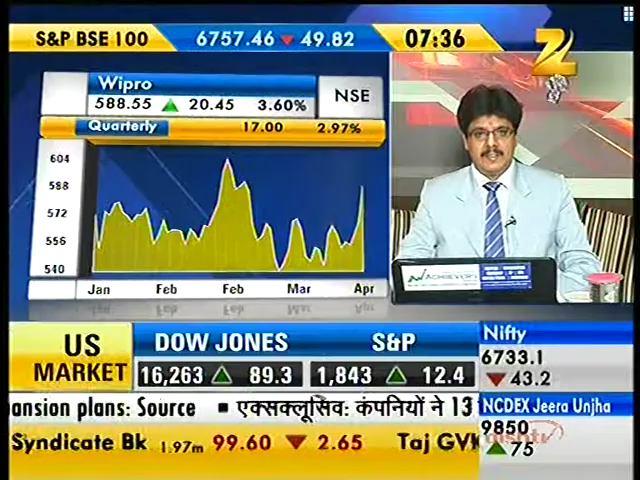 S&P BSE 100 6757.46 49.82 07:36 Z
Wipro
588.55 20.45 3.60% NSE
Quarterly 17.00 2.97%
604
588
572
556
540
Jan Feb Feb Mar Apr
ACHIEVERS
US MARKET
DOW JONES S&P
16,263 89.3 1,843 12.4
Nifty
6733.1
43.2
ansion plans: Source ▪ एक्सक्लूसिव: कंपनियों ने 13
NCDEX Jeera Unjha
9850
75
dishtv
Syndicate Bk 1.97m 99.60 2.65 Taj GVK